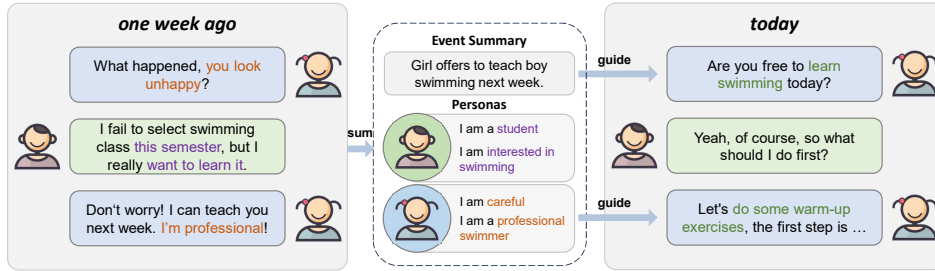 one week ago
What happened, you look
unhappy?
I fail to select swimming
class this semester, but I
really want to learn it.
Don't worry! I can teach you
next week. I'm professional!
sum
Event Summary
Girl offers to teach boy
swimming next week.
Personas
I am a student
I am interested in
swimming
I am careful
I am a professional
swimmer
guide
guide
today
Are you free to learn
swimming today?
Yeah, of course, so what
should I do first?
Let's do some warm-up
exercises, the first step is …